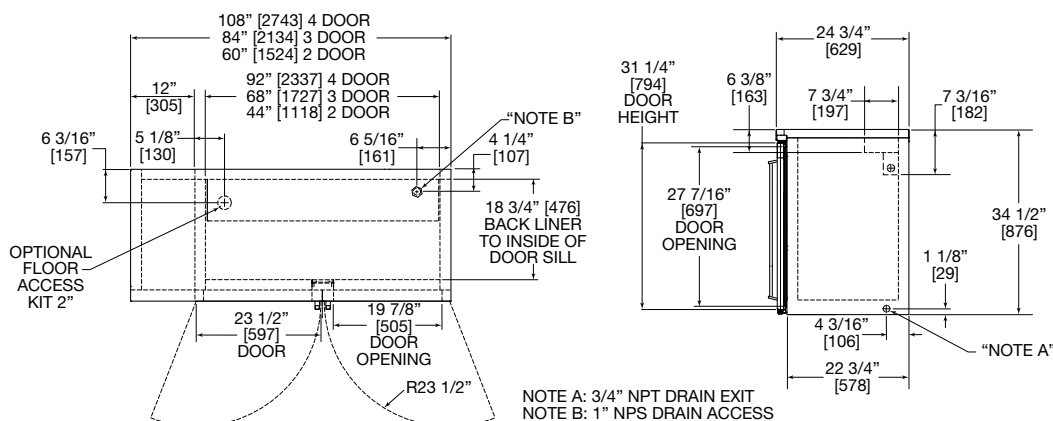 108” [2743] 4 DOOR
84” [2134] 3 DOOR
60” [1524] 2 DOOR
12”
[305]
92” [2337] 4 DOOR
68” [1727] 3 DOOR
44” [1118] 2 DOOR
6 3/16”
[157]
5 1/8”
[130]
6 5/16”
[161]
“NOTE B”
4 1/4”
[107]
18 3/4” [476]
BACK LINER
TO INSIDE OF
DOOR SILL
OPTIONAL
FLOOR
ACCESS
KIT 2”
23 1/2”
[597]
DOOR
19 7/8”
[505]
DOOR
OPENING
R23 1/2”
24 3/4”
[629]
31 1/4”
[794]
DOOR
HEIGHT
6 3/8”
[163]
7 3/4”
[197]
7 3/16”
[182]
27 7/16”
[697]
DOOR
OPENING
34 1/2”
[876]
1 1/8”
[29]
4 3/16”
[106]
“NOTE A”
22 3/4”
[578]
NOTE A: 3/4” NPT DRAIN EXIT
NOTE B: 1” NPS DRAIN ACCESS